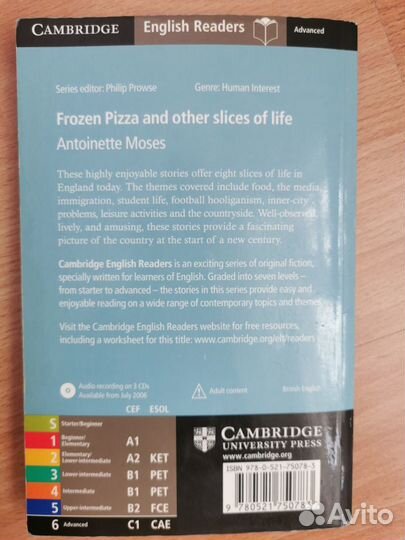 CAMBRIDGE English Readers Advanced
Series editor: Philip Prowse Genre: Human Interest
Frozen Pizza and other slices of life
Antoinette Moses
These highly enjoyable stories offer eight slices of life in
England today. The themes covered include food, the media,
immigration, student life, football hooliganism, inner-city
problems, leisure activities and the countryside. Well-observed,
lively, and amusing, these stories provide a fascinating
picture of the country at the start of a new century.
Cambridge English Readers is an exciting series of original fiction,
specially written for learners of English. Graded into seven levels –
from starter to advanced – the stories in this series provide easy and
enjoyable reading on a wide range of contemporary topics and themes.
Visit the Cambridge English Readers website for free resources,
including a worksheet for this title: www.cambridge.org/elt/readers
Audio recording on 3 CDs
Available from July 2006
Adult content
British English
CEF ESOL
S Starter/Beginner
1 Beginner/
Elementary A1
2 Elementary/
Lower-intermediate A2 KET
3 Lower-intermediate B1 PET
4 Intermediate B1 PET
5 Upper-intermediate B2 FCE
6 Advanced C1 CAE
CAMBRIDGE
UNIVERSITY PRESS
www.cambridge.org
ISBN 978-0-521-75078-3
9 780521 750783
Avito